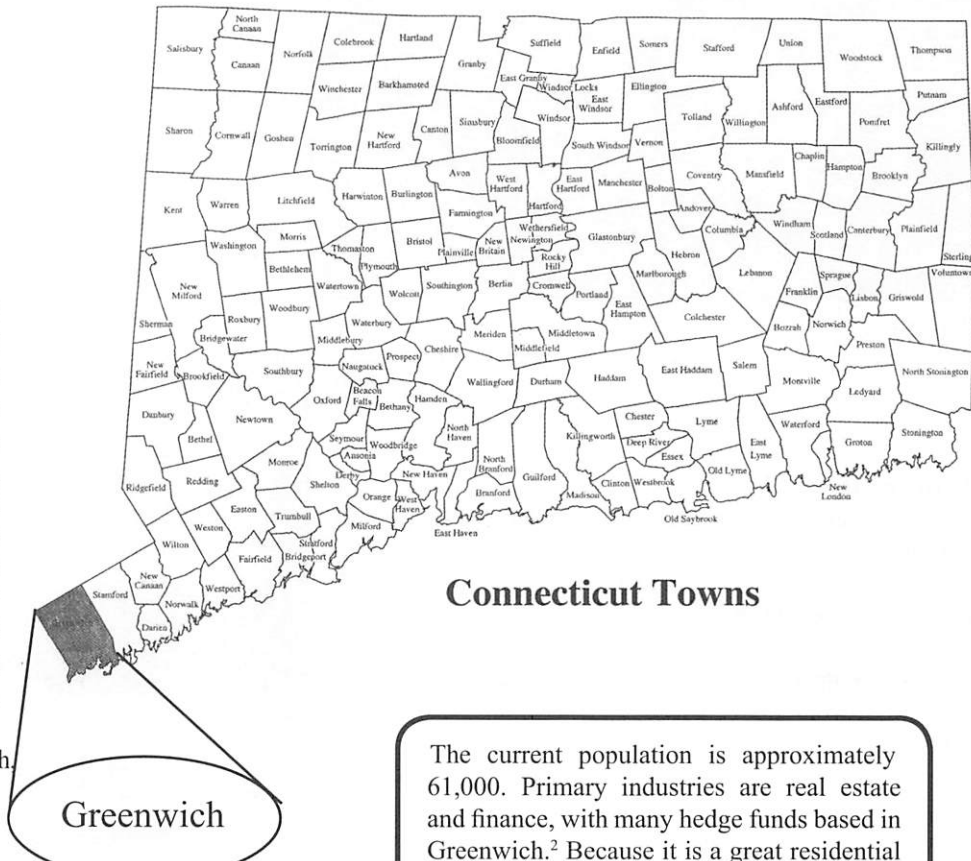 North
Canaan
Salisbury
Canaan
Norfolk
Colebrook
Hartland
Granby
Suffield
Enfield
Somers
Stafford
Union
Woodstock
Thompson
Winchester
Barkhamsted
East Granby
Windsor Locks
East
Windsor
Ellington
Putnam
Sharon
Cornwall
Goshen
Torrington
New
Hartford
Canton
Simsbury
Bloomfield
Windsor
South Windsor
Vernon
Tolland
Willington
Ashford
Eastford
Pomfret
Killingly
Kent
Warren
Litchfield
Harwinton
Burlington
Avon
West
Hartford
Hartford
East
Hartford
Manchester
Bolton
Coventry
Andover
Mansfield
Chaplin
Hampton
Brooklyn
Washington
Morris
Bethlehem
Thomaston
Plymouth
Bristol
Farmington
Plainville
New
Britain
Newington
Wethersfield
Rocky
Hill
Glastonbury
Hebron
Columbia
Windham
Scotland
Canterbury
Plainfield
Sterling
Voluntown
New
Milford
Sherman
Roxbury
Bridgewater
Woodbury
Watertown
Waterbury
Middlebury
Wolcott
Southington
Berlin
Cromwell
Portland
East
Hampton
Marlborough
Colchester
Lebanon
Franklin
Sprague
Lisbon
Griswold
Bozrah
Norwich
Preston
New
Fairfield
Brookfield
Southbury
Naugatuck
Prospect
Cheshire
Meriden
Middlefield
Middletown
Wallingford
Durham
Haddam
East Haddam
Salem
Montville
Ledyard
North Stonington
Danbury
Bethel
Newtown
Oxford
Beacon
Falls
Bethany
Hamden
North
Haven
Killingworth
Chester
Deep River
Essex
Lyme
East
Lyme
Waterford
Groton
Stonington
Seymour
Ansonia
Derby
Woodbridge
New Haven
North
Branford
Branford
Guilford
Madison
Clinton
Westbrook
Old Lyme
New
London
Old Saybrook
East Haven
Ridgefield
Redding
Monroe
Shelton
Orange
West
Haven
Milford
Easton
Trumbull
Stratford
Bridgeport
Weston
Wilton
Fairfield
Westport
New
Canaan
Norwalk
Darien
Stamford
Connecticut Towns
h,
Greenwich
The current population is approximately
61,000. Primary industries are real estate
and finance, with many hedge funds based in
Greenwich.² Because it is a great residential